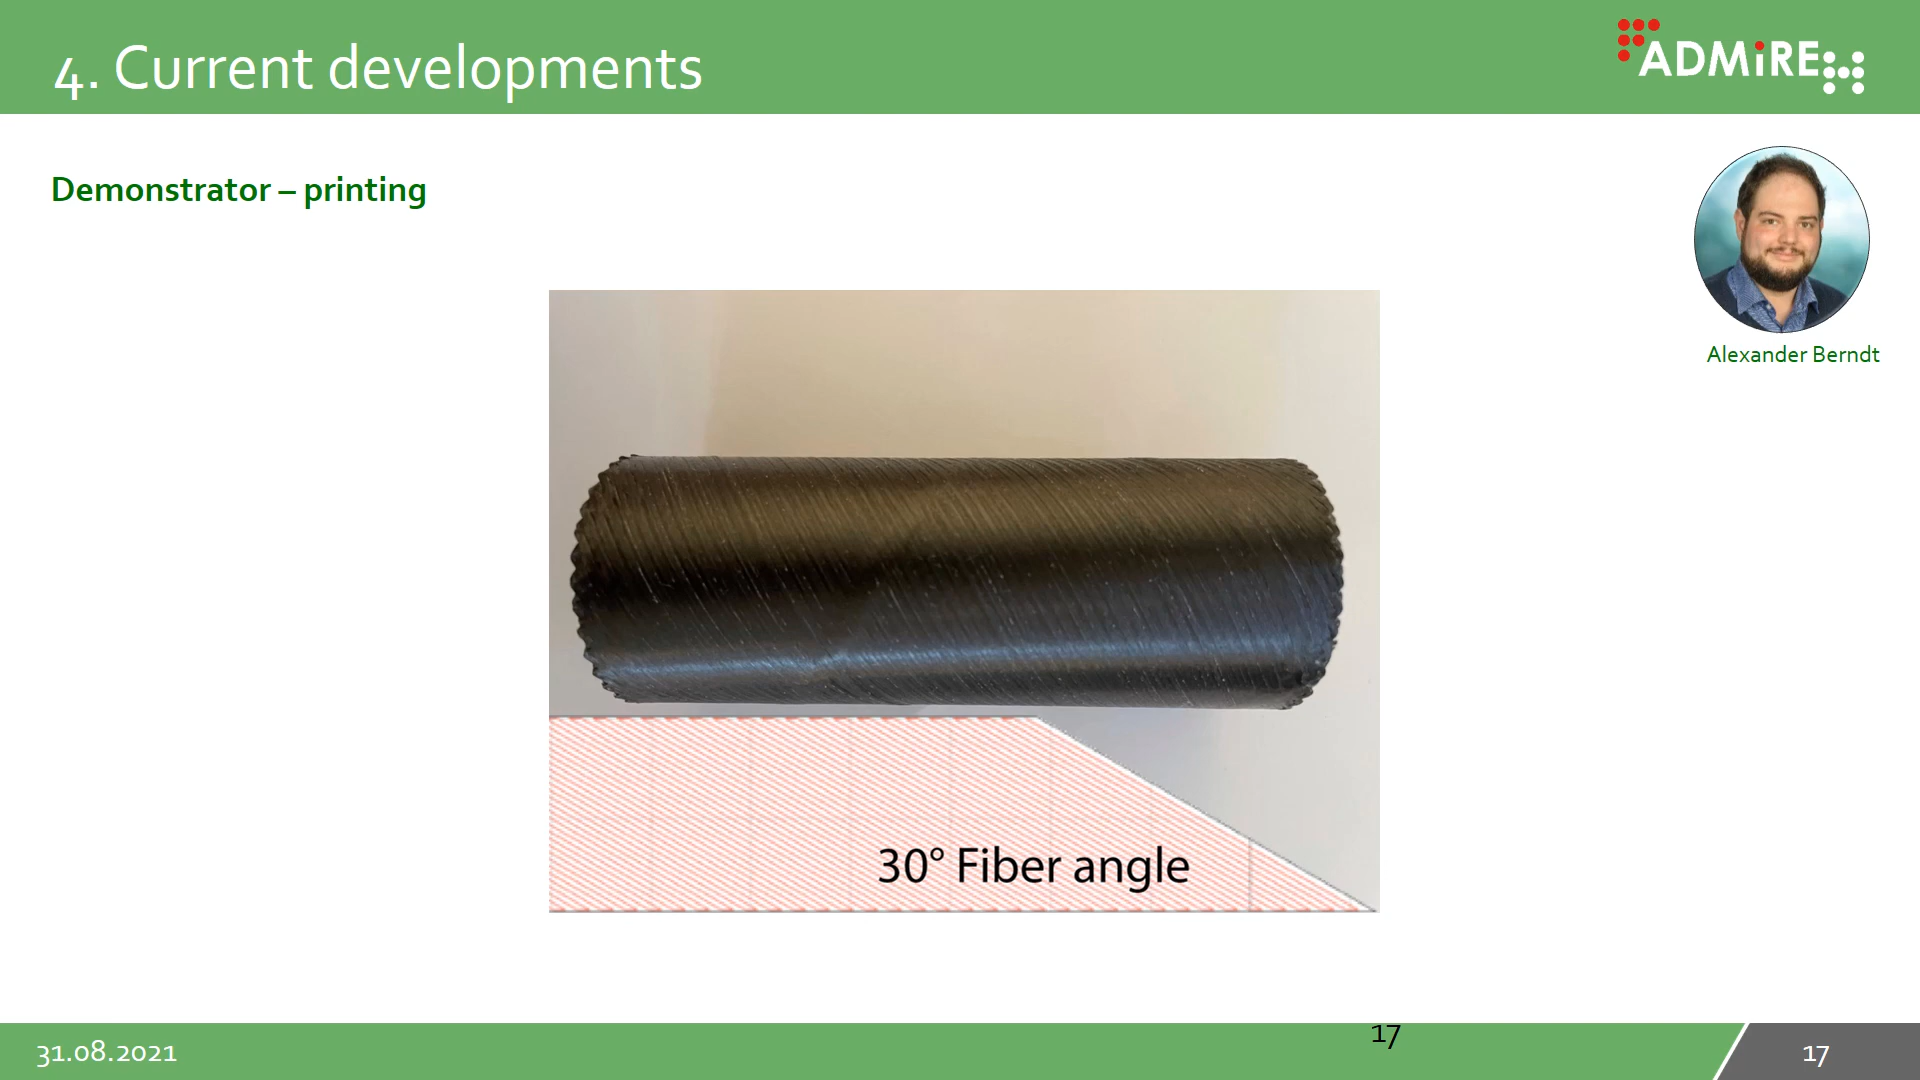 4. Current developments
ADMiRE
Demonstrator – printing
Alexander Berndt
30° Fiber angle
31.08.2021
17
17